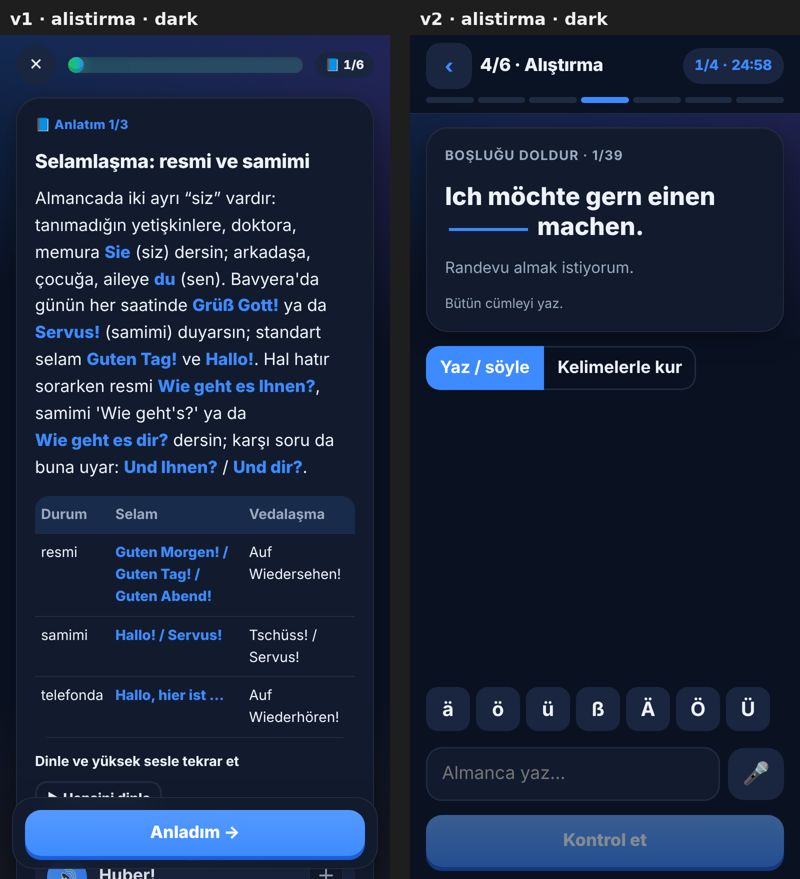 v1 · alistirma · dark
✕
📘 1/6
📘 Anlatım 1/3
Selamlaşma: resmi ve samimi
Almancada iki ayrı “siz” vardır:
tanımadığın yetişkinlere, doktora,
memura Sie (siz) dersin; arkadaşa,
çocuğa, aileye du (sen). Bavyera'da
günün her saatinde Grüß Gott! ya da
Servus! (samimi) duyarsın; standart
selam Guten Tag! ve Hallo!. Hal hatır
sorarken resmi Wie geht es Ihnen?,
samimi 'Wie geht's?' ya da
Wie geht es dir? dersin; karşı soru da
buna uyar: Und Ihnen? / Und dir?.
Durum Selam Vedalaşma
resmi Guten Morgen! / Auf
Guten Tag! / Wiedersehen!
Guten Abend!
samimi Hallo! / Servus! Tschüss! /
Servus!
telefonda Hallo, hier ist ... Auf
Wiederhören!
Dinle ve yüksek sesle tekrar et
▶ Hepsini dinle
Anladım →
Huber!
v2 · alistirma · dark
‹ 4/6 · Alıştırma 1/4 · 24:58
BOŞLUĞU DOLDUR · 1/39
Ich möchte gern einen
______ machen.
Randevu almak istiyorum.
Bütün cümleyi yaz.
Yaz / söyle Kelimelerle kur
ä ö ü ß Ä Ö Ü
Almanca yaz...
Kontrol et